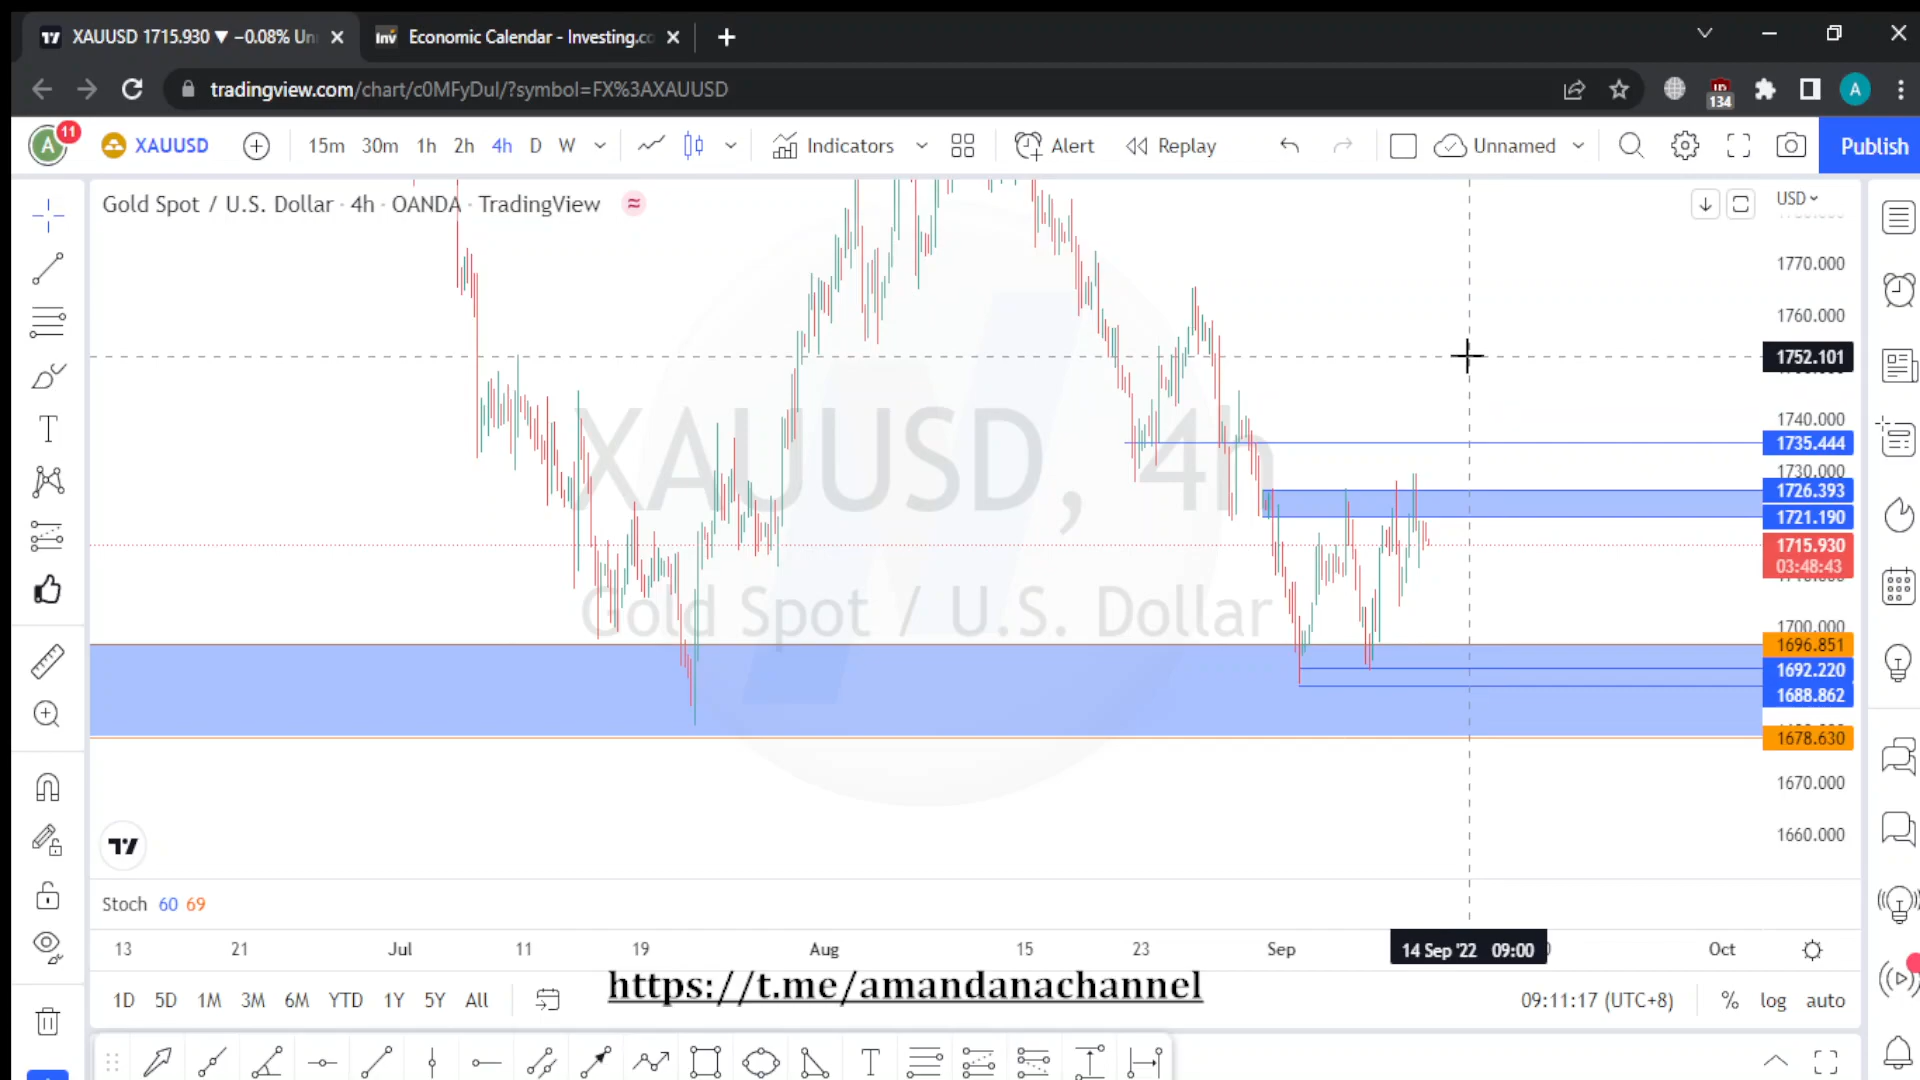 XAUUSD 1715.930 ▼ −0.08% Un
Inv Economic Calendar - Investing.co
tradingview.com/chart/c0MFyDuI/?symbol=FX%3AXAUUSD
134
A
A
11
XAUUSD
15m 30m 1h 2h 4h D W
Indicators
Alert
Replay
Unnamed
Publish
Gold Spot / U.S. Dollar · 4h · OANDA · TradingView
USD
1770.000
1760.000
1752.101
1740.000
1735.444
1730.000
1726.393
1721.190
1715.930
03:48:43
1700.000
1696.851
1692.220
1688.862
1678.630
1670.000
1660.000
XAUUSD, 4h
Gold Spot / U.S. Dollar
Stoch 60 69
13 21 Jul 11 19 Aug 15 23 Sep 14 Sep '22 09:00 Oct
https://t.me/amandanachannel
1D 5D 1M 3M 6M YTD 1Y 5Y All
09:11:17 (UTC+8) % log auto